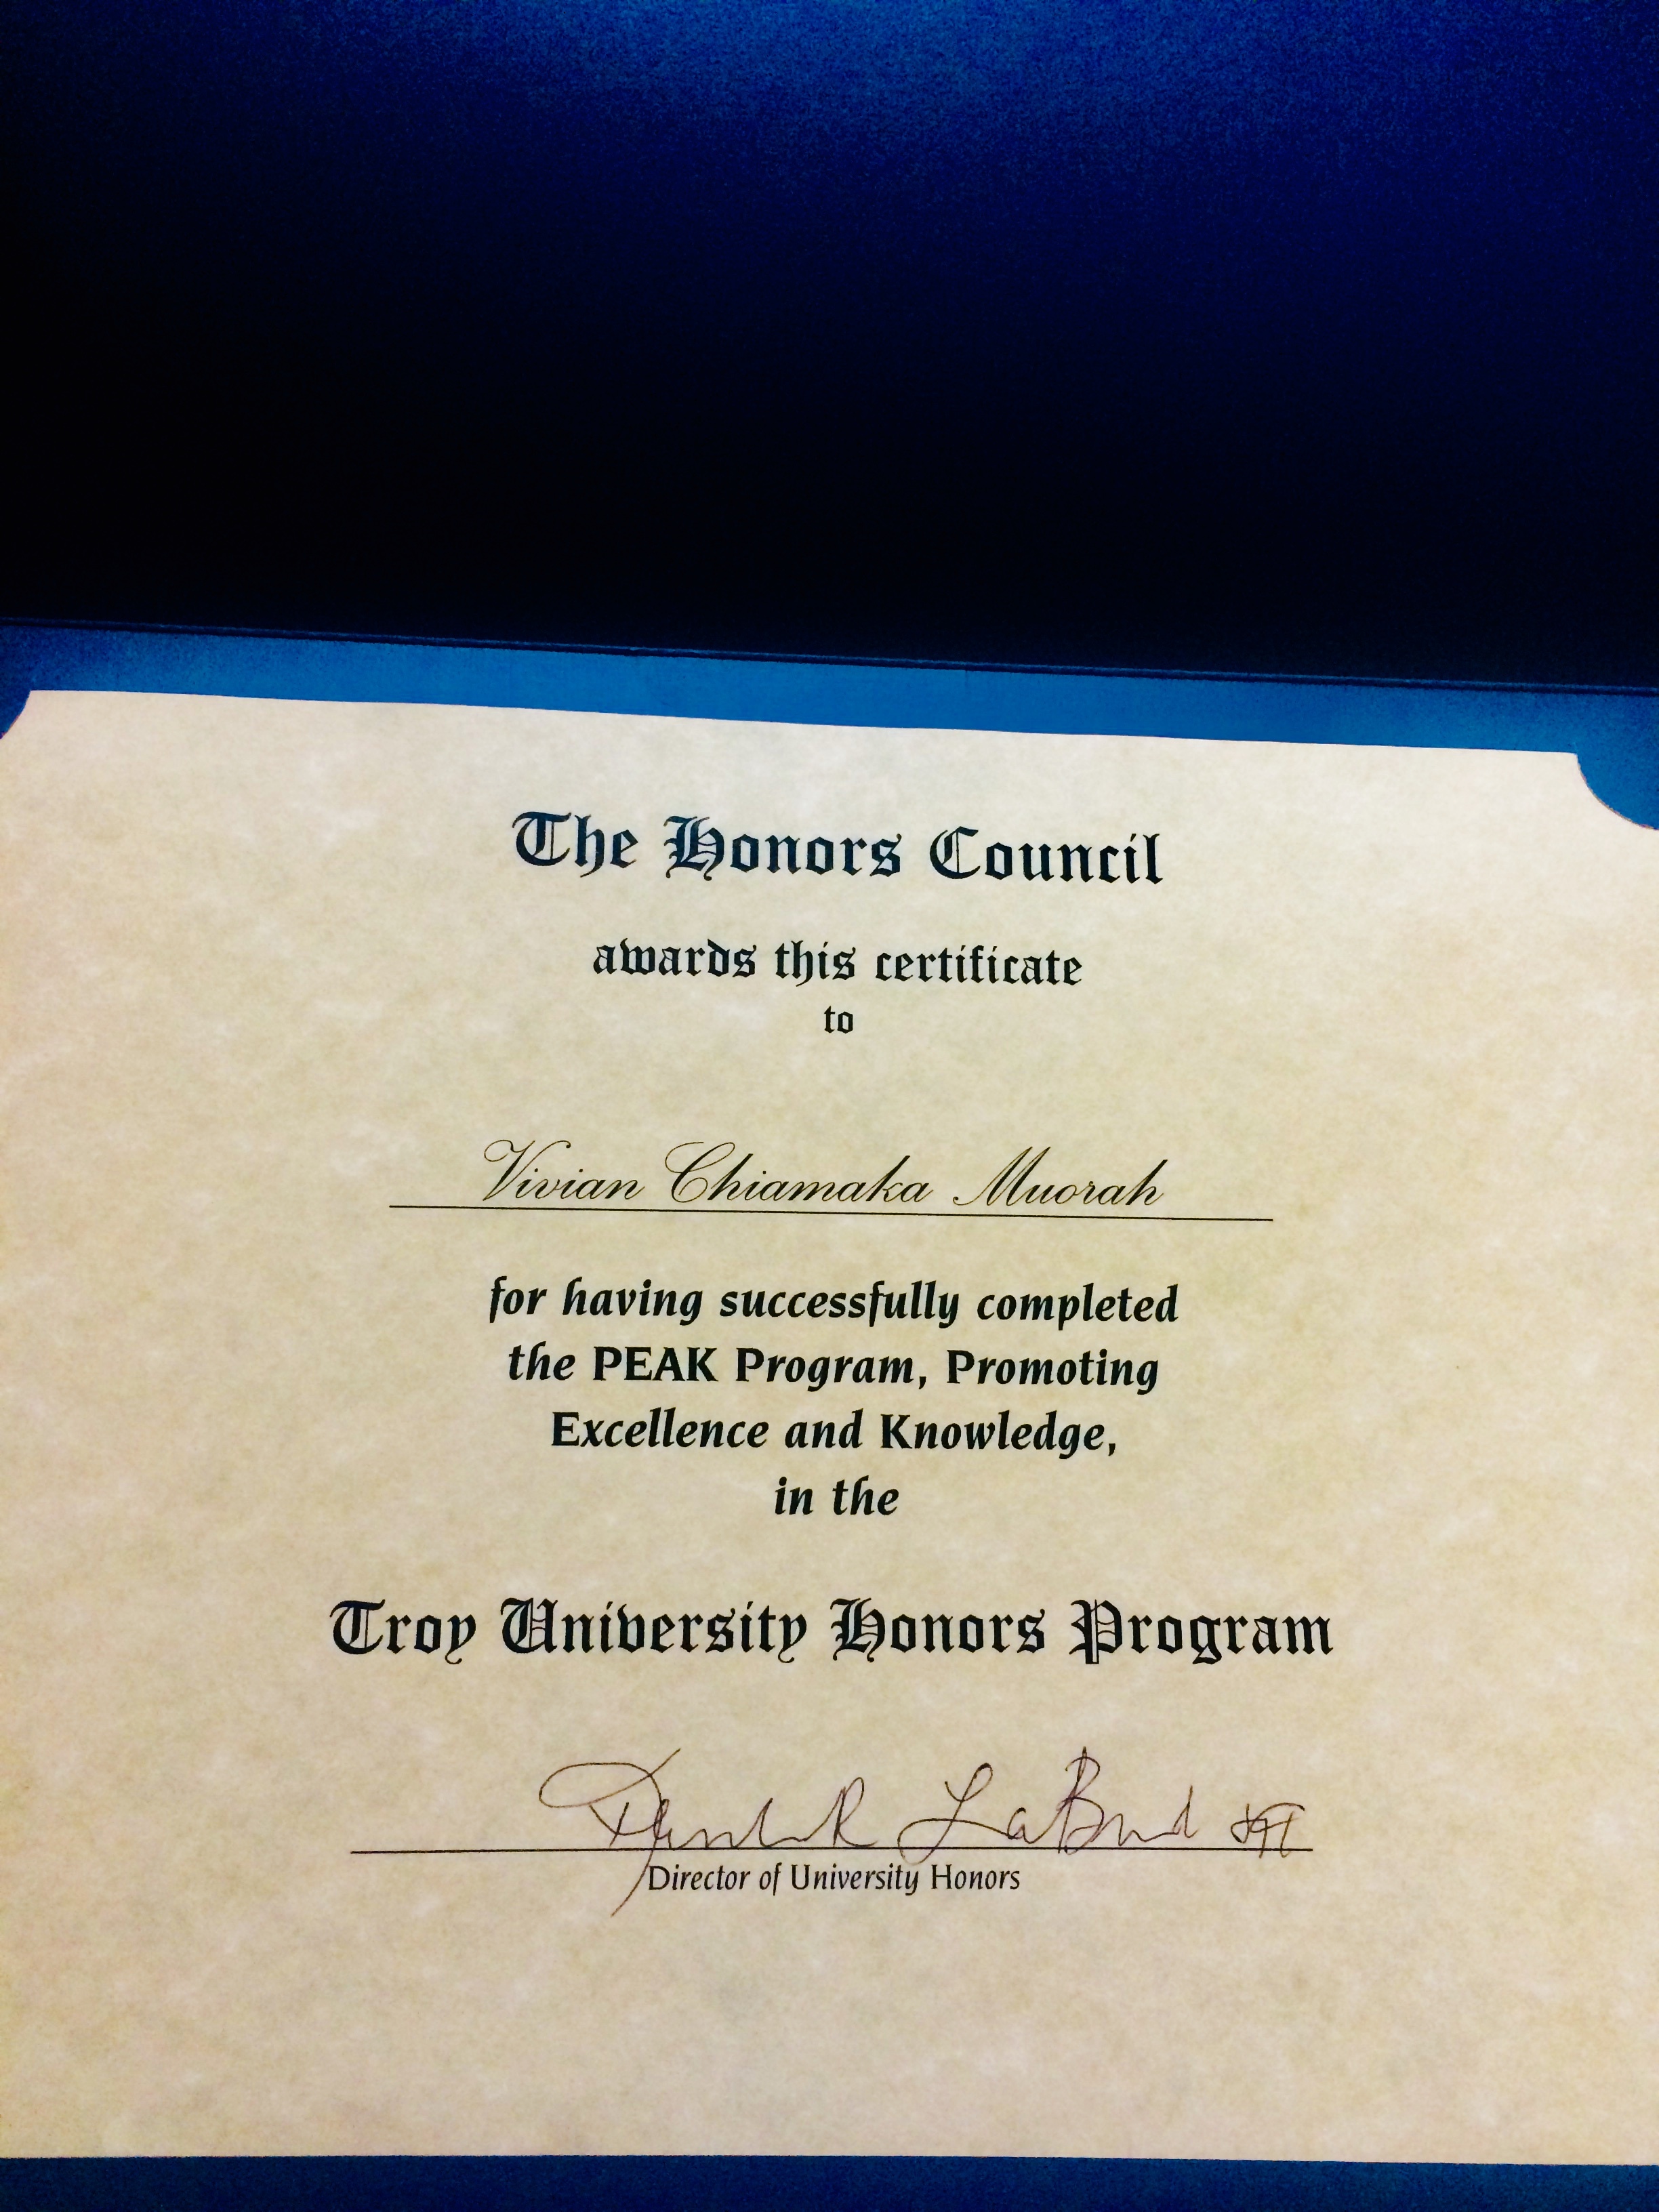 The Honors Council
awards this certificate
to
Vivian Chiamaka Muorah
for having successfully completed
the PEAK Program, Promoting
Excellence and Knowledge,
in the
Troy University Honors Program
Director of University Honors